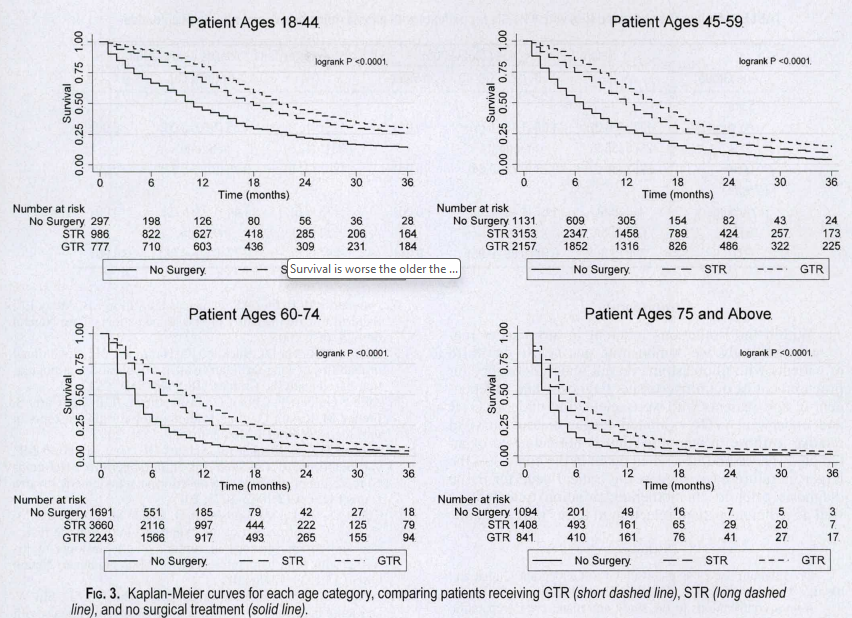 Patient Ages 18-44
1.00
0.75
0.50
0.25
0.00
Survival
logrank P <0.0001.
0 6 12 18 24 30 36
Time (months)
Number at risk
No Surgery 297 198 126 80 56 36 28
STR 986 822 627 418 285 206 164
GTR 777 710 603 436 309 231 184
No Surgery. S
Survival is worse the older the ...
Patient Ages 45-59
1.00
0.75
0.50
0.25
0.00
Survival
logrank P <0.0001.
0 6 12 18 24 30 36
Time (months)
Number at risk
No Surgery 1131 609 305 154 82 43 24
STR 3153 2347 1458 789 424 257 173
GTR 2157 1852 1316 826 486 322 225
No Surgery. STR GTR
Patient Ages 60-74
1.00
0.75
0.50
0.25
0.00
Survival
logrank P <0.0001.
0 6 12 18 24 30 36
Time (months)
Number at risk
No Surgery 1691 551 185 79 42 27 18
STR 3660 2116 997 444 222 125 79
GTR 2243 1566 917 493 265 155 94
No Surgery. STR GTR
Patient Ages 75 and Above
1.00
0.75
0.50
0.25
0.00
Survival
logrank P <0.0001.
0 6 12 18 24 30 36
Time (months)
Number at risk
No Surgery 1094 201 49 16 7 5 3
STR 1408 493 161 65 29 20 7
GTR 841 410 161 76 41 27 17
No Surgery. STR GTR
FIG. 3. Kaplan-Meier curves for each age category, comparing patients receiving GTR (short dashed line), STR (long dashed
line), and no surgical treatment (solid line).